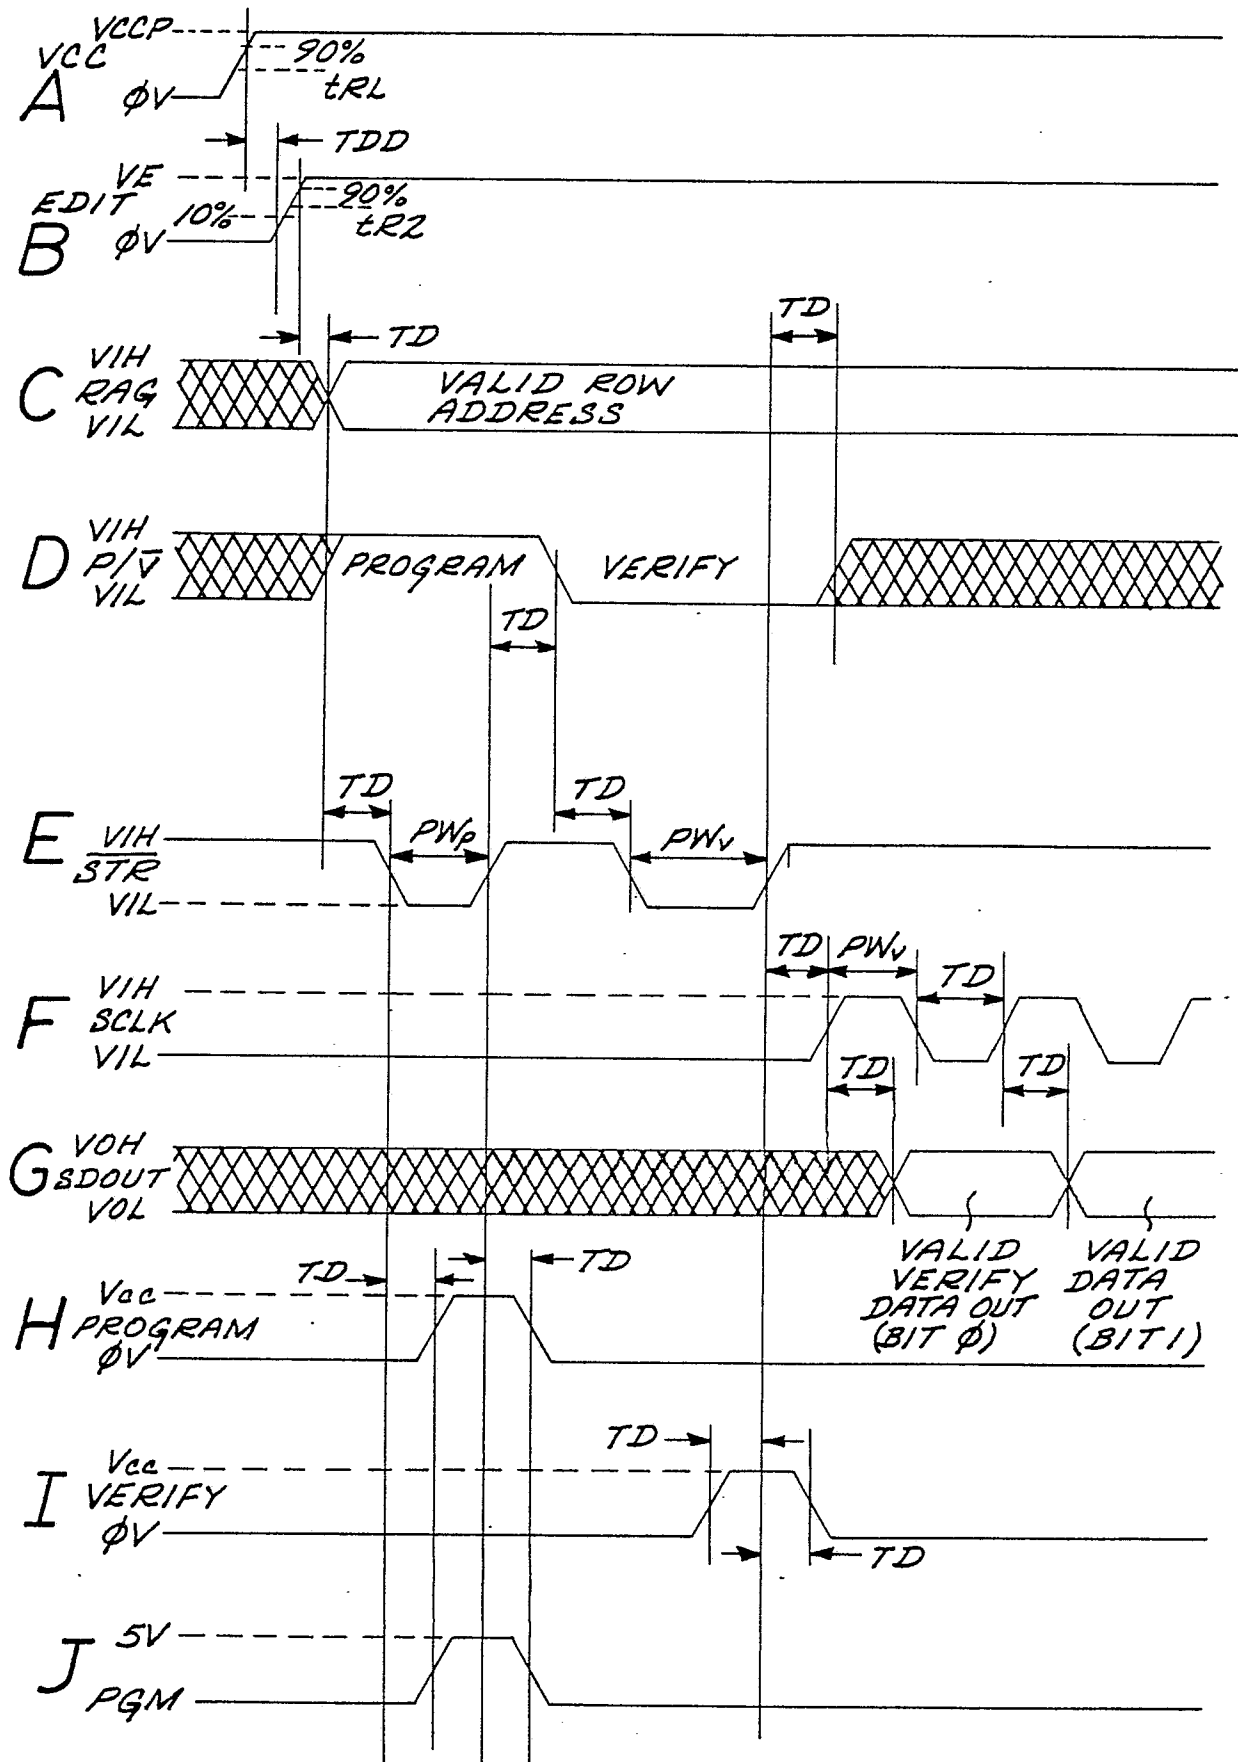 VCCP
VCC
90%
A
ØV
tRL
TDD
VE
EDIT
10%
90%
tR2
B
ØV
TD
TD
C
VIH
RAG
VIL
VALID ROW
ADDRESS
D
VIH
P/V̅
VIL
PROGRAM
VERIFY
TD
TD
TD
E
VIH
S̅T̅R̅
VIL
PWp
PWv
TD
PWv
TD
F
VIH
SCLK
VIL
TD
TD
G
VOH
SDOUT
VOL
VALID
VERIFY
DATA OUT
(BIT Ø)
VALID
DATA
OUT
(BIT 1)
TD
TD
H
Vcc
PROGRAM
ØV
TD
I
Vcc
VERIFY
ØV
TD
J
5V
PGM